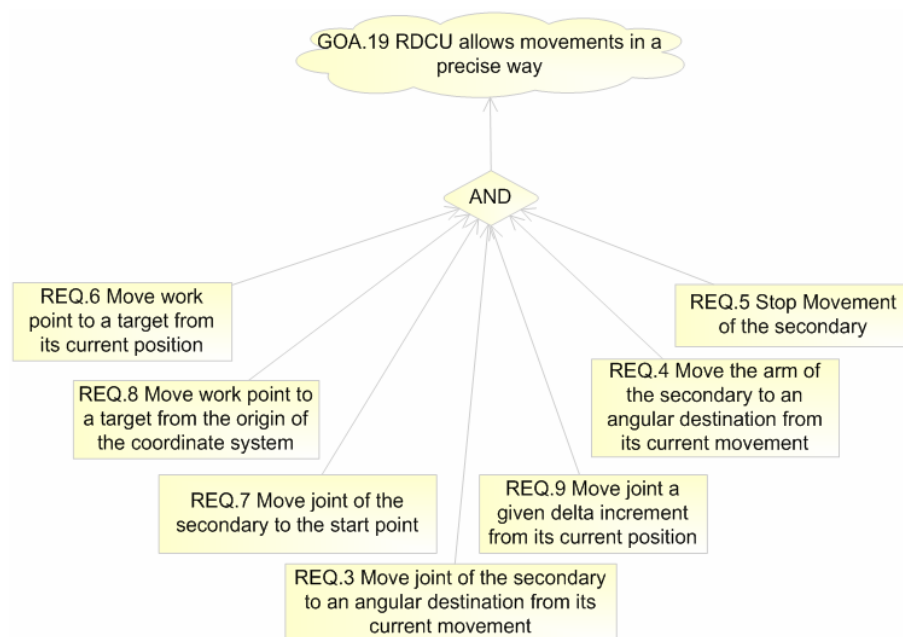 GOA.19 RDCU allows movements in a
precise way
AND
REQ.6 Move work
point to a target from
its current position
REQ.5 Stop Movement
of the secondary
REQ.8 Move work point to
a target from the origin of
the coordinate system
REQ.4 Move the arm of
the secondary to an
angular destination from
its current movement
REQ.7 Move joint of the
secondary to the start point
REQ.9 Move joint a
given delta increment
from its current position
REQ.3 Move joint of the secondary
to an angular destination from its
current movement